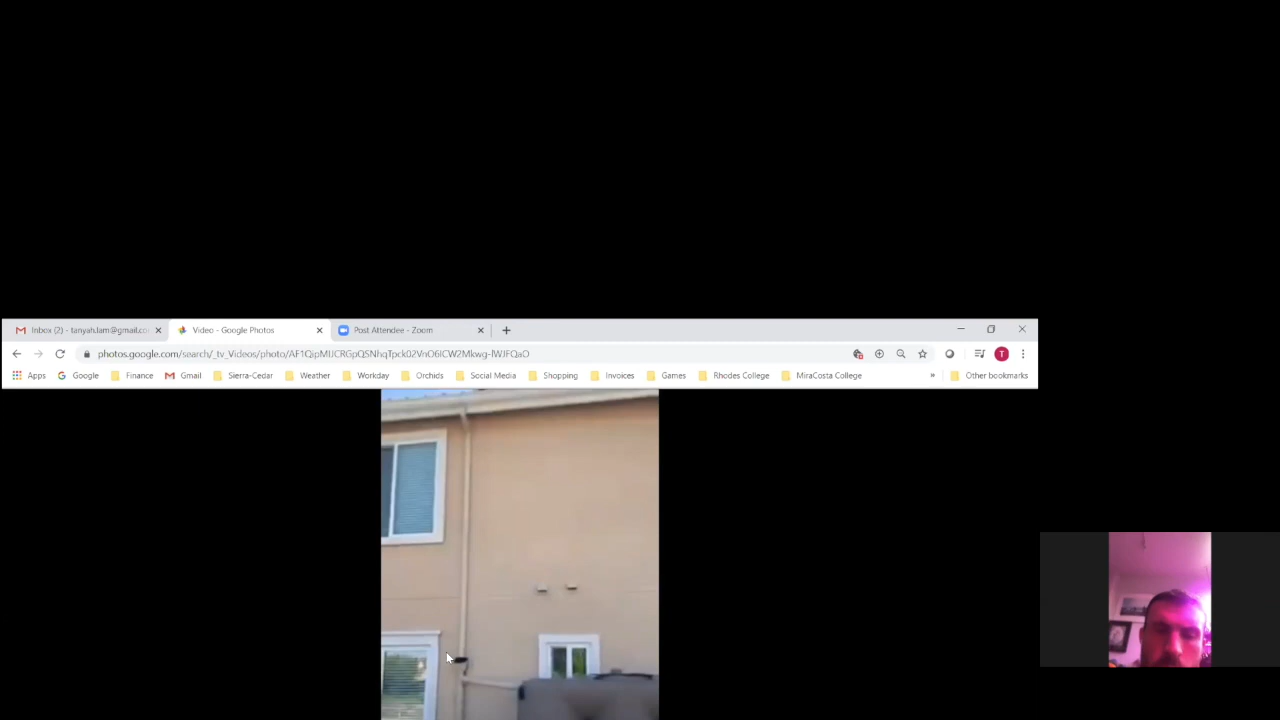 Inbox (2) - tanyah.lam@gmail.co
Video - Google Photos
Post Attendee - Zoom
photos.google.com/search/_tv_Videos/photo/
Apps
Google
Finance
Gmail
Sierra-Cedar
Weather
Workday
Orchids
Social Media
Shopping
Invoices
Games
Rhodes College
MiraCosta College
»
Other bookmarks
T